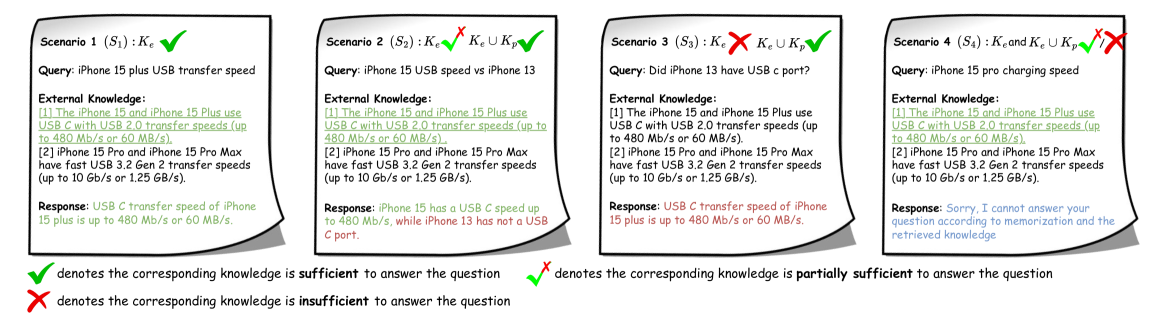 Scenario 1 (S₁) : Kₑ ✔
Query: iPhone 15 plus USB transfer speed
External Knowledge:
[1] The iPhone 15 and iPhone 15 Plus use
USB C with USB 2.0 transfer speeds (up
to 480 Mb/s or 60 MB/s).
[2] iPhone 15 Pro and iPhone 15 Pro Max
have fast USB 3.2 Gen 2 transfer speeds
(up to 10 Gb/s or 1.25 GB/s).
Response: USB C transfer speed of iPhone
15 plus is up to 480 Mb/s or 60 MB/s.
Scenario 2 (S₂) : Kₑ ✔✗ Kₑ ∪ Kₚ ✔
Query: iPhone 15 USB speed vs iPhone 13
External Knowledge:
[1] The iPhone 15 and iPhone 15 Plus use
USB C with USB 2.0 transfer speeds (up to
480 Mb/s or 60 MB/s) .
[2] iPhone 15 Pro and iPhone 15 Pro Max
have fast USB 3.2 Gen 2 transfer speeds
(up to 10 Gb/s or 1.25 GB/s).
Response: iPhone 15 has a USB C speed up
to 480 Mb/s, while iPhone 13 has not a USB
C port.
Scenario 3 (S₃) : Kₑ ✗ Kₑ ∪ Kₚ ✔
Query: Did iPhone 13 have USB c port?
External Knowledge:
[1] The iPhone 15 and iPhone 15 Plus use
USB C with USB 2.0 transfer speeds (up
to 480 Mb/s or 60 MB/s).
[2] iPhone 15 Pro and iPhone 15 Pro Max
have fast USB 3.2 Gen 2 transfer speeds
(up to 10 Gb/s or 1.25 GB/s).
Response: USB C transfer speed of iPhone
15 plus is up to 480 Mb/s or 60 MB/s.
Scenario 4 (S₄) : Kₑ and Kₑ ∪ Kₚ ✔✗/✗
Query: iPhone 15 pro charging speed
External Knowledge:
[1] The iPhone 15 and iPhone 15 Plus use
USB C with USB 2.0 transfer speeds (up
to 480 Mb/s or 60 MB/s).
[2] iPhone 15 Pro and iPhone 15 Pro Max
have fast USB 3.2 Gen 2 transfer speeds
(up to 10 Gb/s or 1.25 GB/s).
Response: Sorry, I cannot answer your
question according to memorization and the
retrieved knowledge
✔ denotes the corresponding knowledge is sufficient to answer the question
✔✗ denotes the corresponding knowledge is partially sufficient to answer the question
✗ denotes the corresponding knowledge is insufficient to answer the question